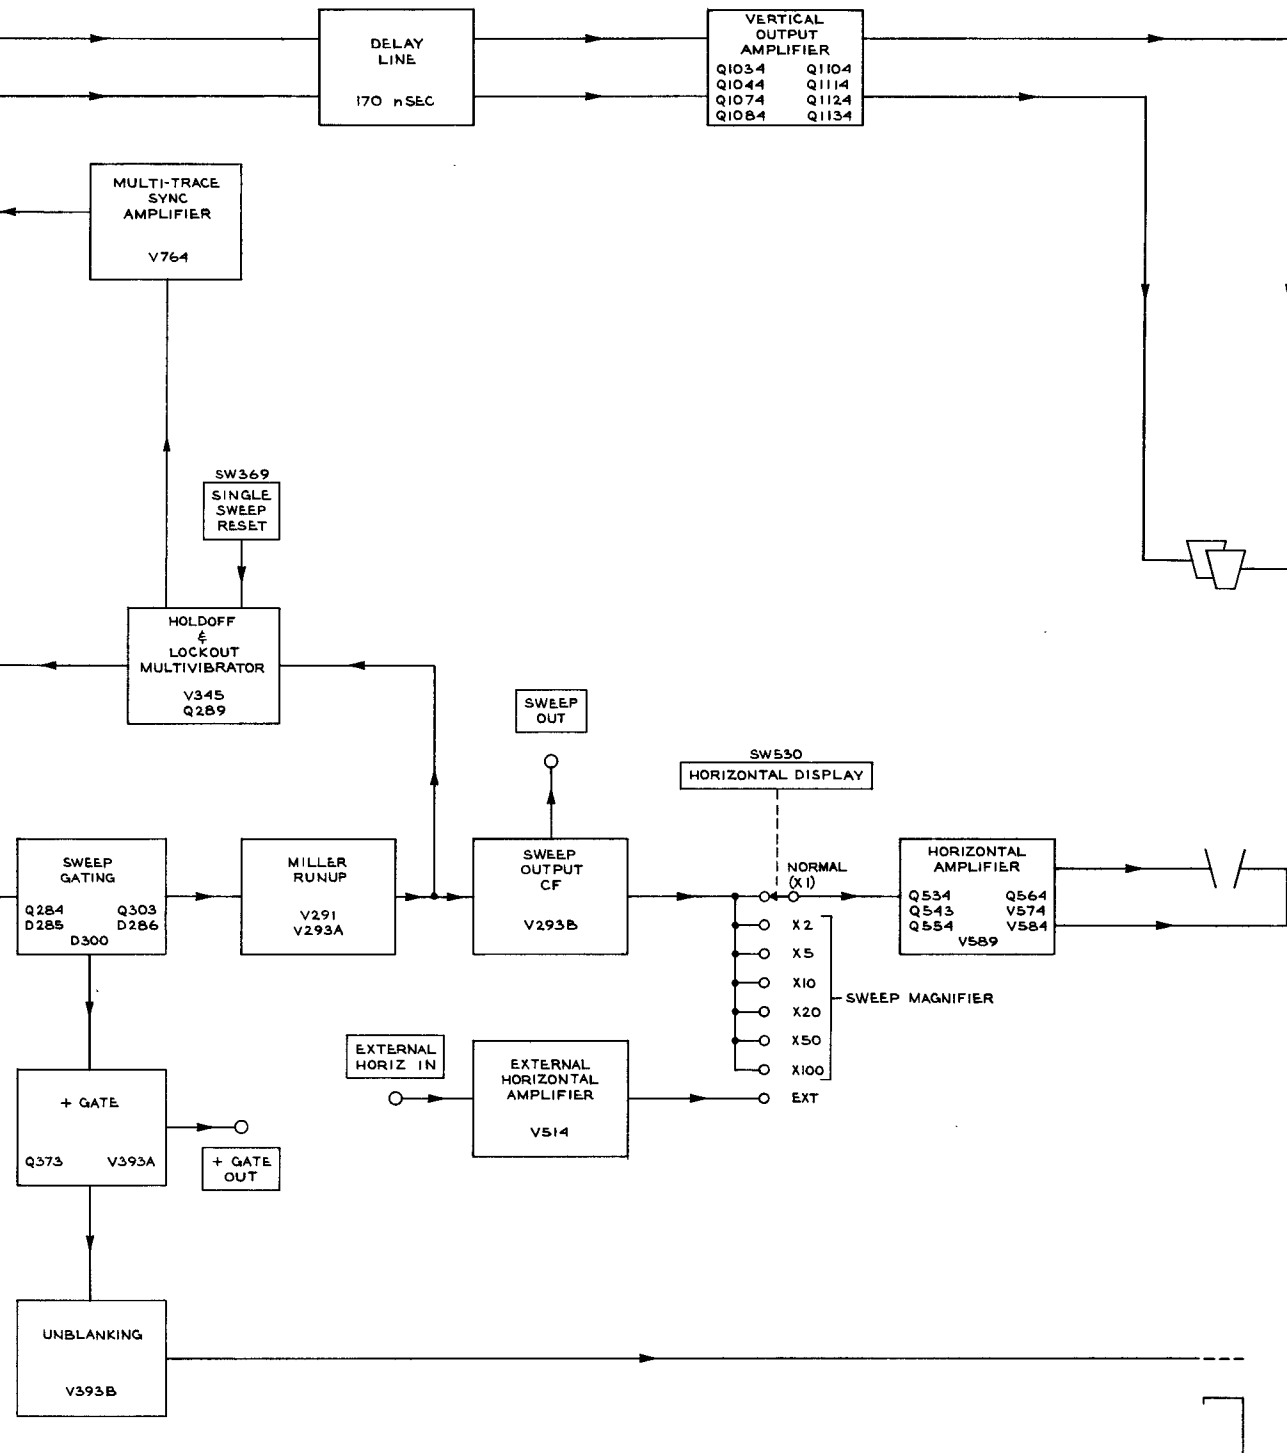 DELAY
LINE
170 nSEC
VERTICAL
OUTPUT
AMPLIFIER
Q1034 Q1104
Q1044 Q1114
Q1074 Q1124
Q1084 Q1134
MULTI-TRACE
SYNC
AMPLIFIER
V764
SW369
SINGLE
SWEEP
RESET
HOLDOFF
&
LOCKOUT
MULTIVIBRATOR
V345
Q289
SWEEP
OUT
SW530
HORIZONTAL DISPLAY
SWEEP
GATING
Q284 Q303
D285 D286
D300
MILLER
RUNUP
V291
V293A
SWEEP
OUTPUT
CF
V293B
NORMAL
(X1)
X2
X5
X10
X20
X50
X100
EXT
SWEEP MAGNIFIER
HORIZONTAL
AMPLIFIER
Q534 Q564
Q543 V574
Q554 V584
V589
EXTERNAL
HORIZ IN
EXTERNAL
HORIZONTAL
AMPLIFIER
V514
+ GATE
Q373 V393A
+ GATE
OUT
UNBLANKING
V393B